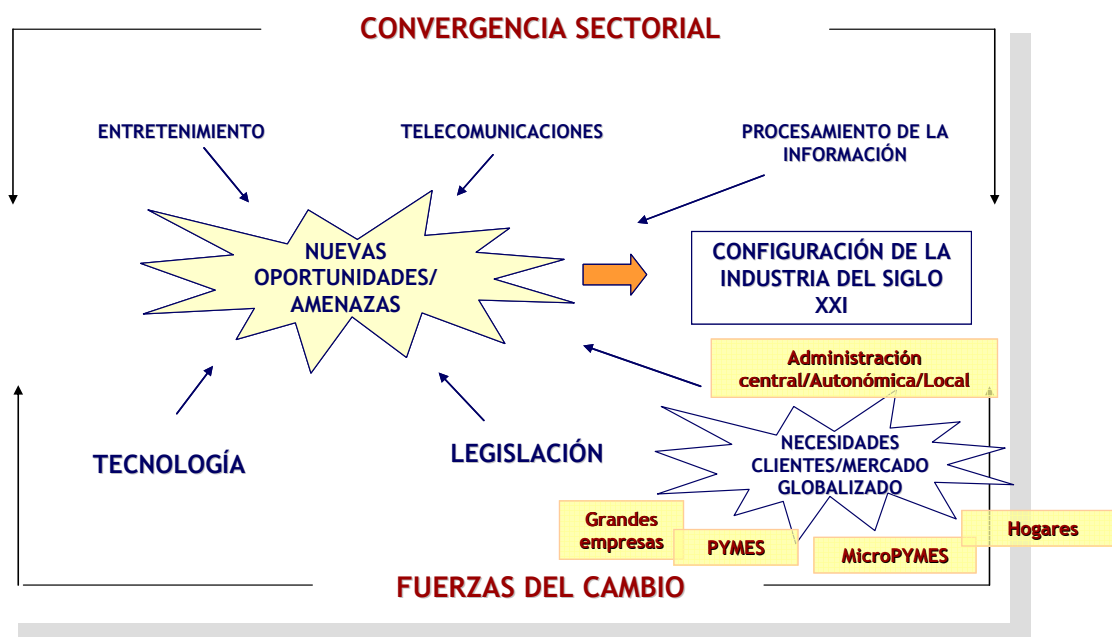 CONVERGENCIA SECTORIAL
ENTRETENIMIENTO
TELECOMUNICACIONES
PROCESAMIENTO DE LA
INFORMACIÓN
NUEVAS
OPORTUNIDADES/
AMENAZAS
CONFIGURACIÓN DE LA
INDUSTRIA DEL SIGLO
XXI
Administración
central/Autonómica/Local
TECNOLOGÍA
LEGISLACIÓN
NECESIDADES
CLIENTES/MERCADO
GLOBALIZADO
Grandes
empresas
PYMES
MicroPYMES
Hogares
FUERZAS DEL CAMBIO